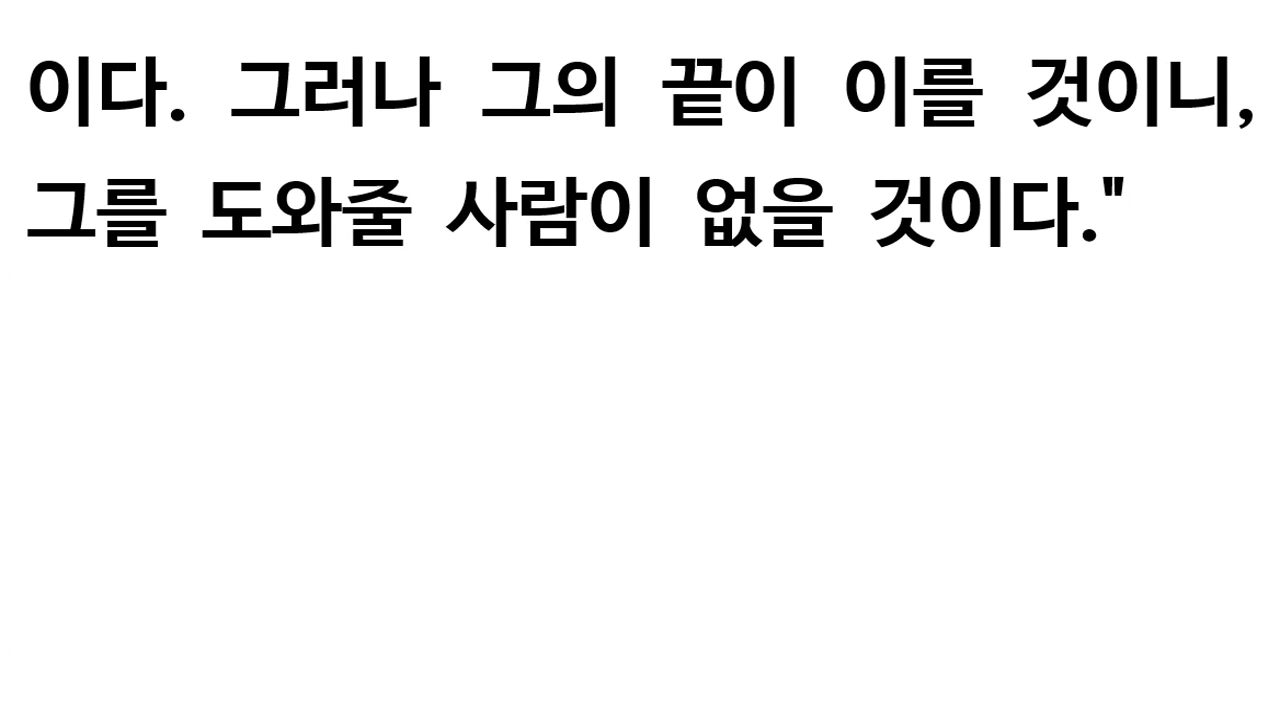 이다. 그러나 그의 끝이 이를 것이니,
그를 도와줄 사람이 없을 것이다."